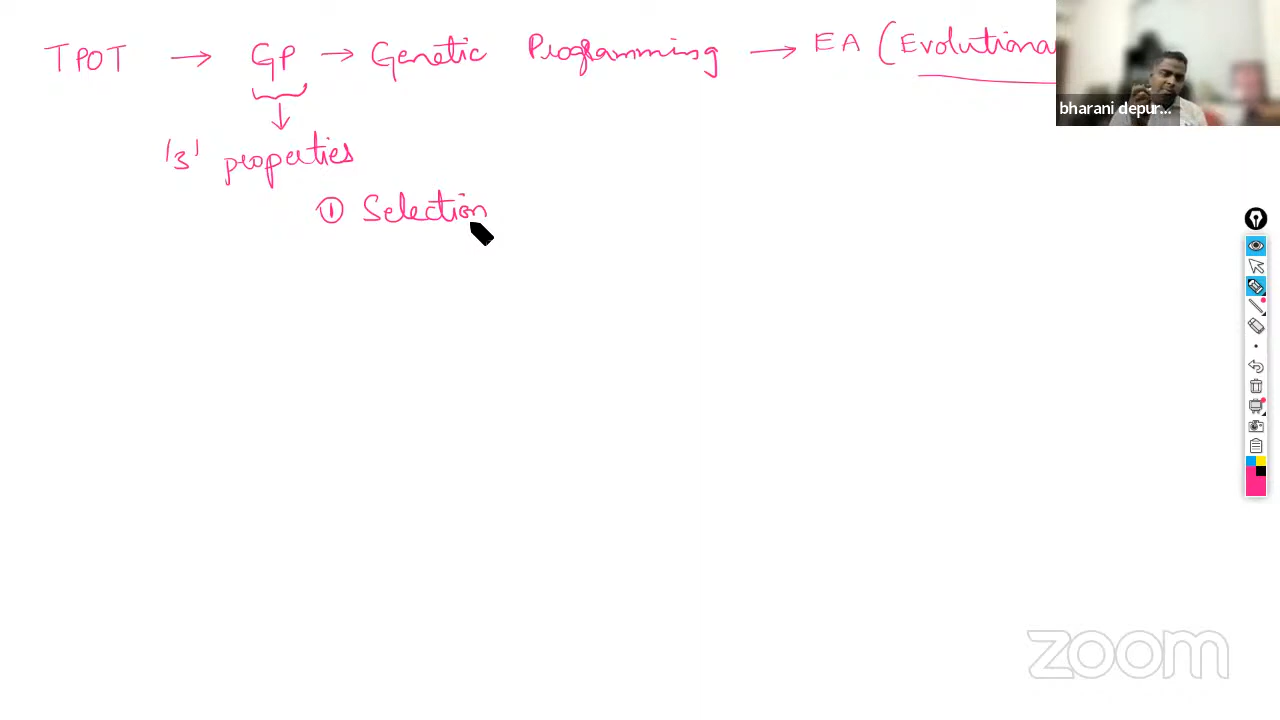 TPOT → GP → Genetic Programming → EA (Evolutiona
bharani depur...
'3' properties
① Selection
zoom